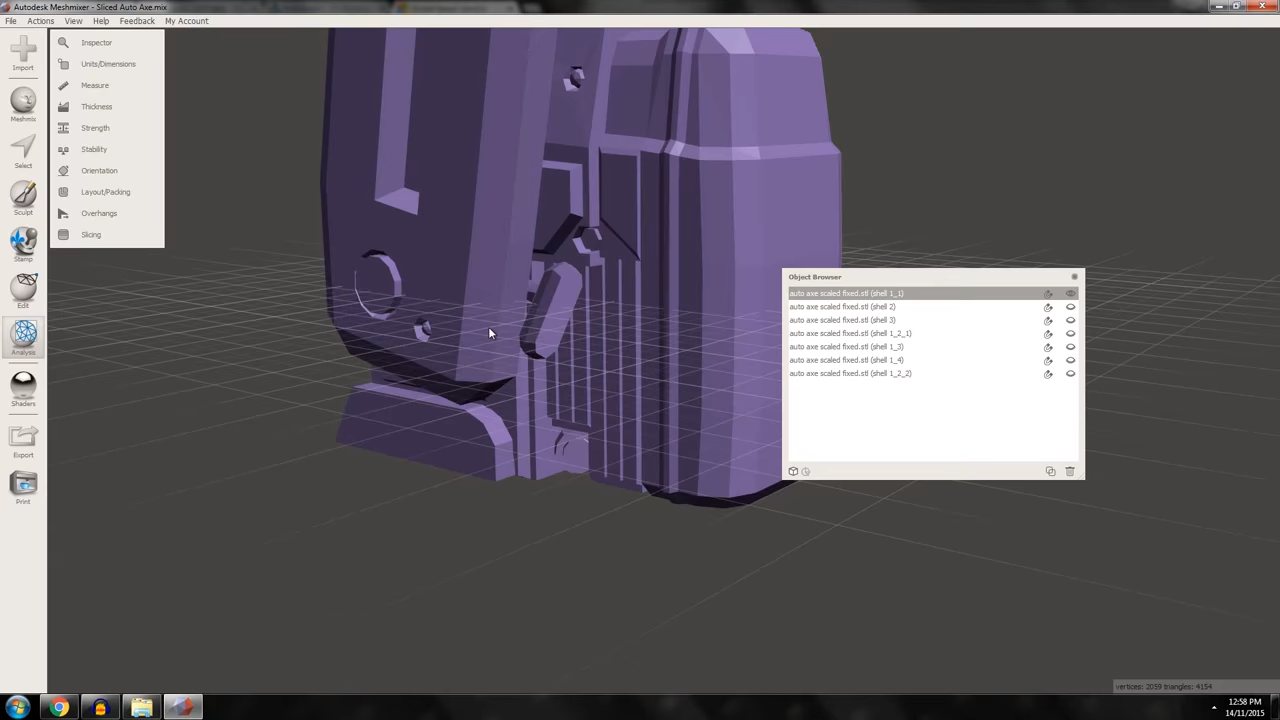 Autodesk Meshmixer - Sliced Auto Axe.mix
File Actions View Help Feedback My Account
Import
Meshmix
Select
Sculpt
Stamp
Edit
Analysis
Shaders
Export
Print
Inspector
Units/Dimensions
Measure
Thickness
Strength
Stability
Orientation
Layout/Packing
Overhangs
Slicing
Object Browser
auto axe scaled fixed.stl (shell 1_1)
auto axe scaled fixed.stl (shell 2)
auto axe scaled fixed.stl (shell 3)
auto axe scaled fixed.stl (shell 1_2_1)
auto axe scaled fixed.stl (shell 1_3)
auto axe scaled fixed.stl (shell 1_4)
auto axe scaled fixed.stl (shell 1_2_2)
vertices: 2059 triangles: 4154
12:58 PM
14/11/2015